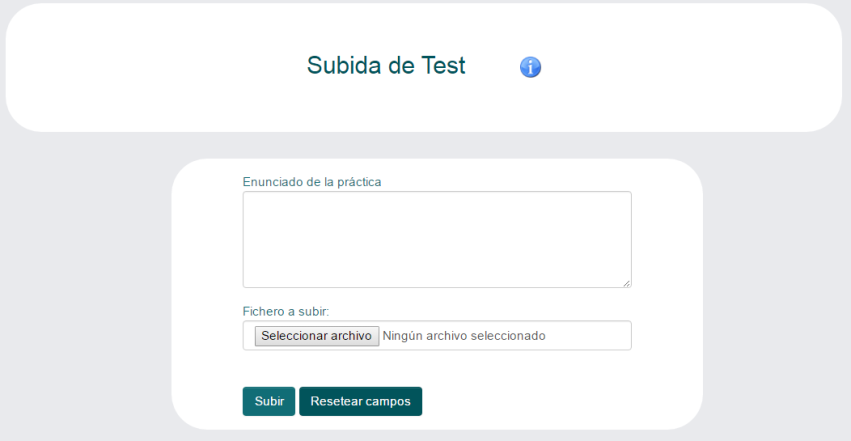 Subida de Test
Enunciado de la práctica
Fichero a subir:
Seleccionar archivo Ningún archivo seleccionado
Subir Resetear campos